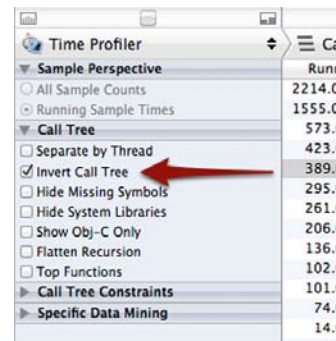 Time Profiler
Sample Perspective
All Sample Counts
Running Sample Times
Call Tree
Separate by Thread
Invert Call Tree
Hide Missing Symbols
Hide System Libraries
Show Obj-C Only
Flatten Recursion
Top Functions
Call Tree Constraints
Specific Data Mining
Ca
Runn
2214.0
1555.0
573.
423.
389.
295.
261.
206.
136.
102.
101.
74.
14.